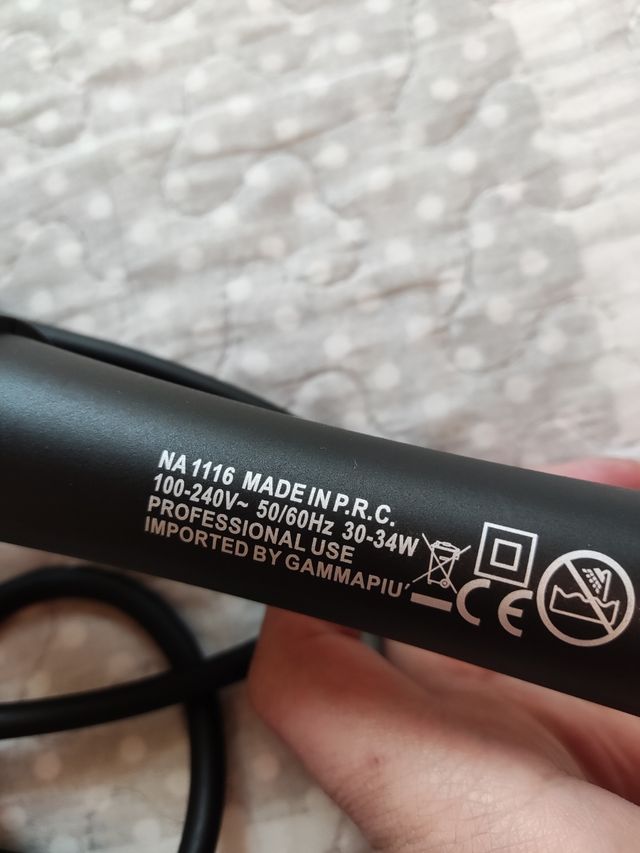 NA 1116 MADE IN P.R.C.
100-240V~ 50/60Hz 30-34W
PROFESSIONAL USE
IMPORTED BY GAMMAPIU'
CE